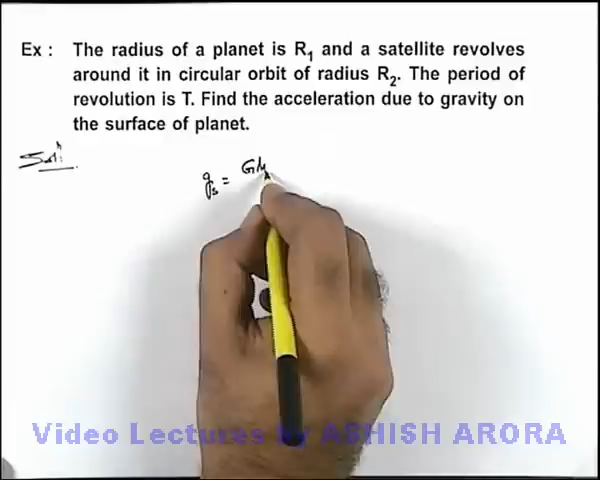 Ex : The radius of a planet is R₁ and a satellite revolves
around it in circular orbit of radius R₂. The period of
revolution is T. Find the acceleration due to gravity on
the surface of planet.
Solⁿ
gₛ = GM
Video Lectures by ASHISH ARORA